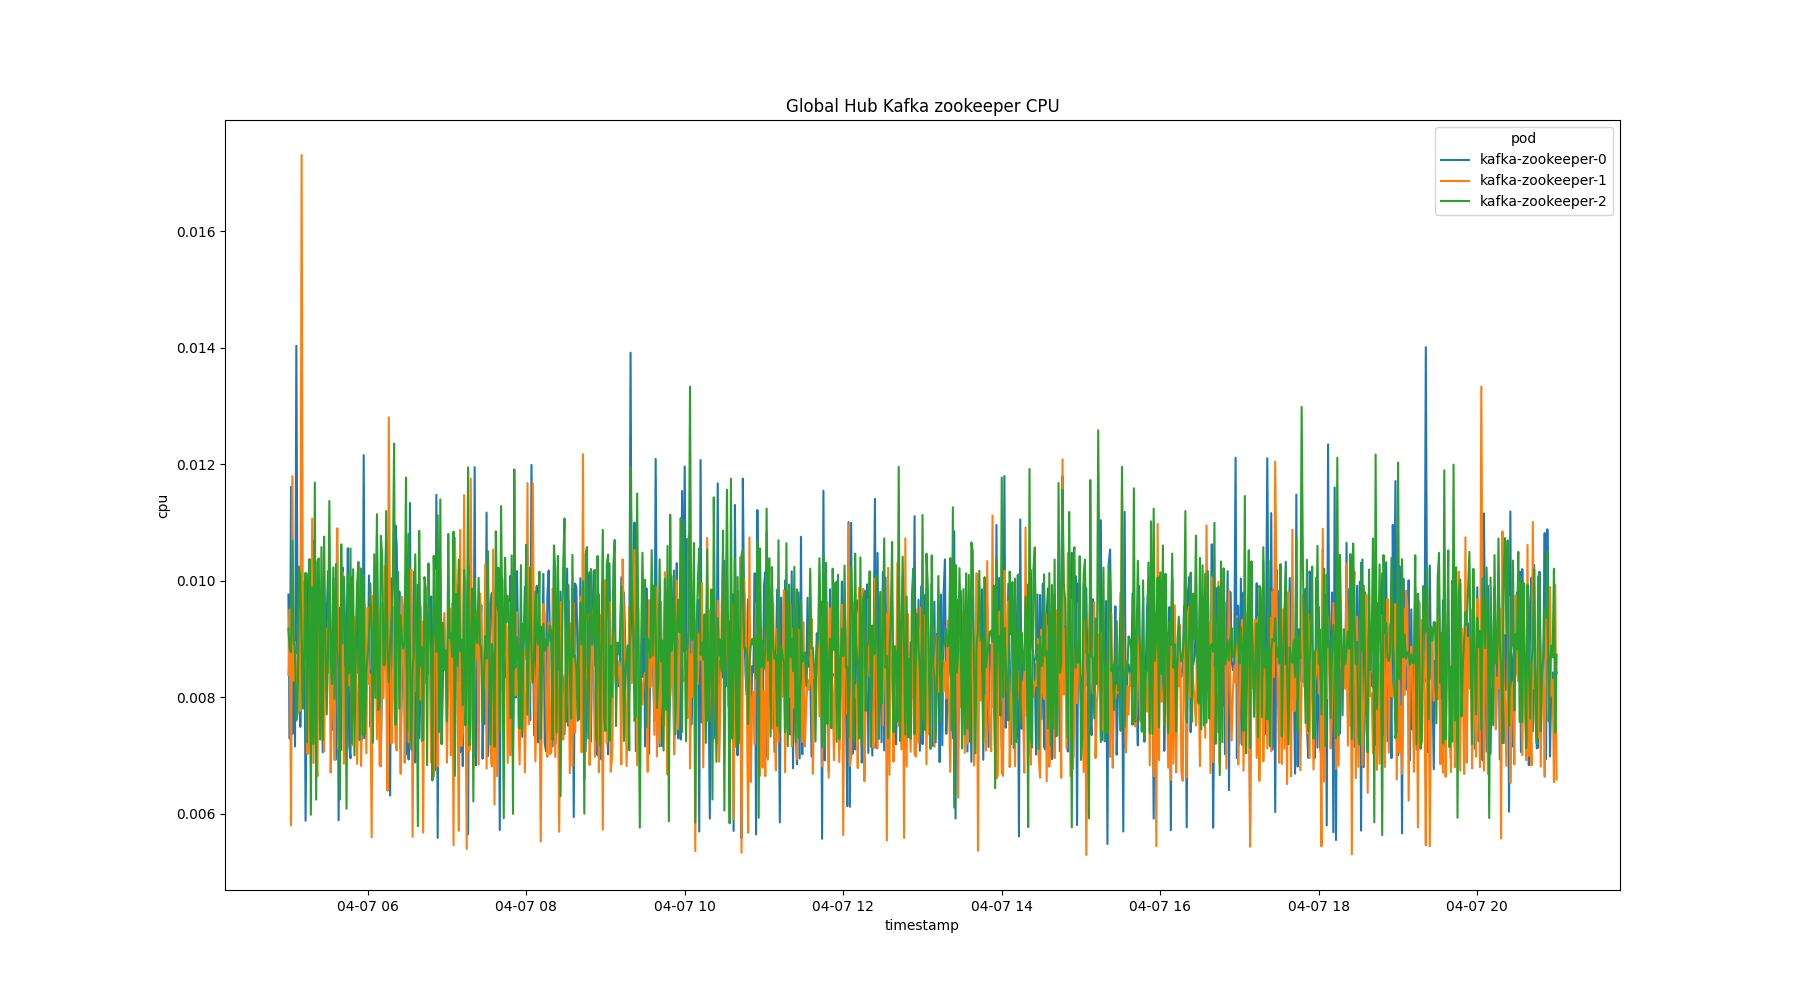 Global Hub Kafka zookeeper CPU
pod
kafka-zookeeper-0
kafka-zookeeper-1
kafka-zookeeper-2
0.016
0.014
0.012
0.010
0.008
0.006
cpu
04-07 06
04-07 08
04-07 10
04-07 12
04-07 14
04-07 16
04-07 18
04-07 20
timestamp